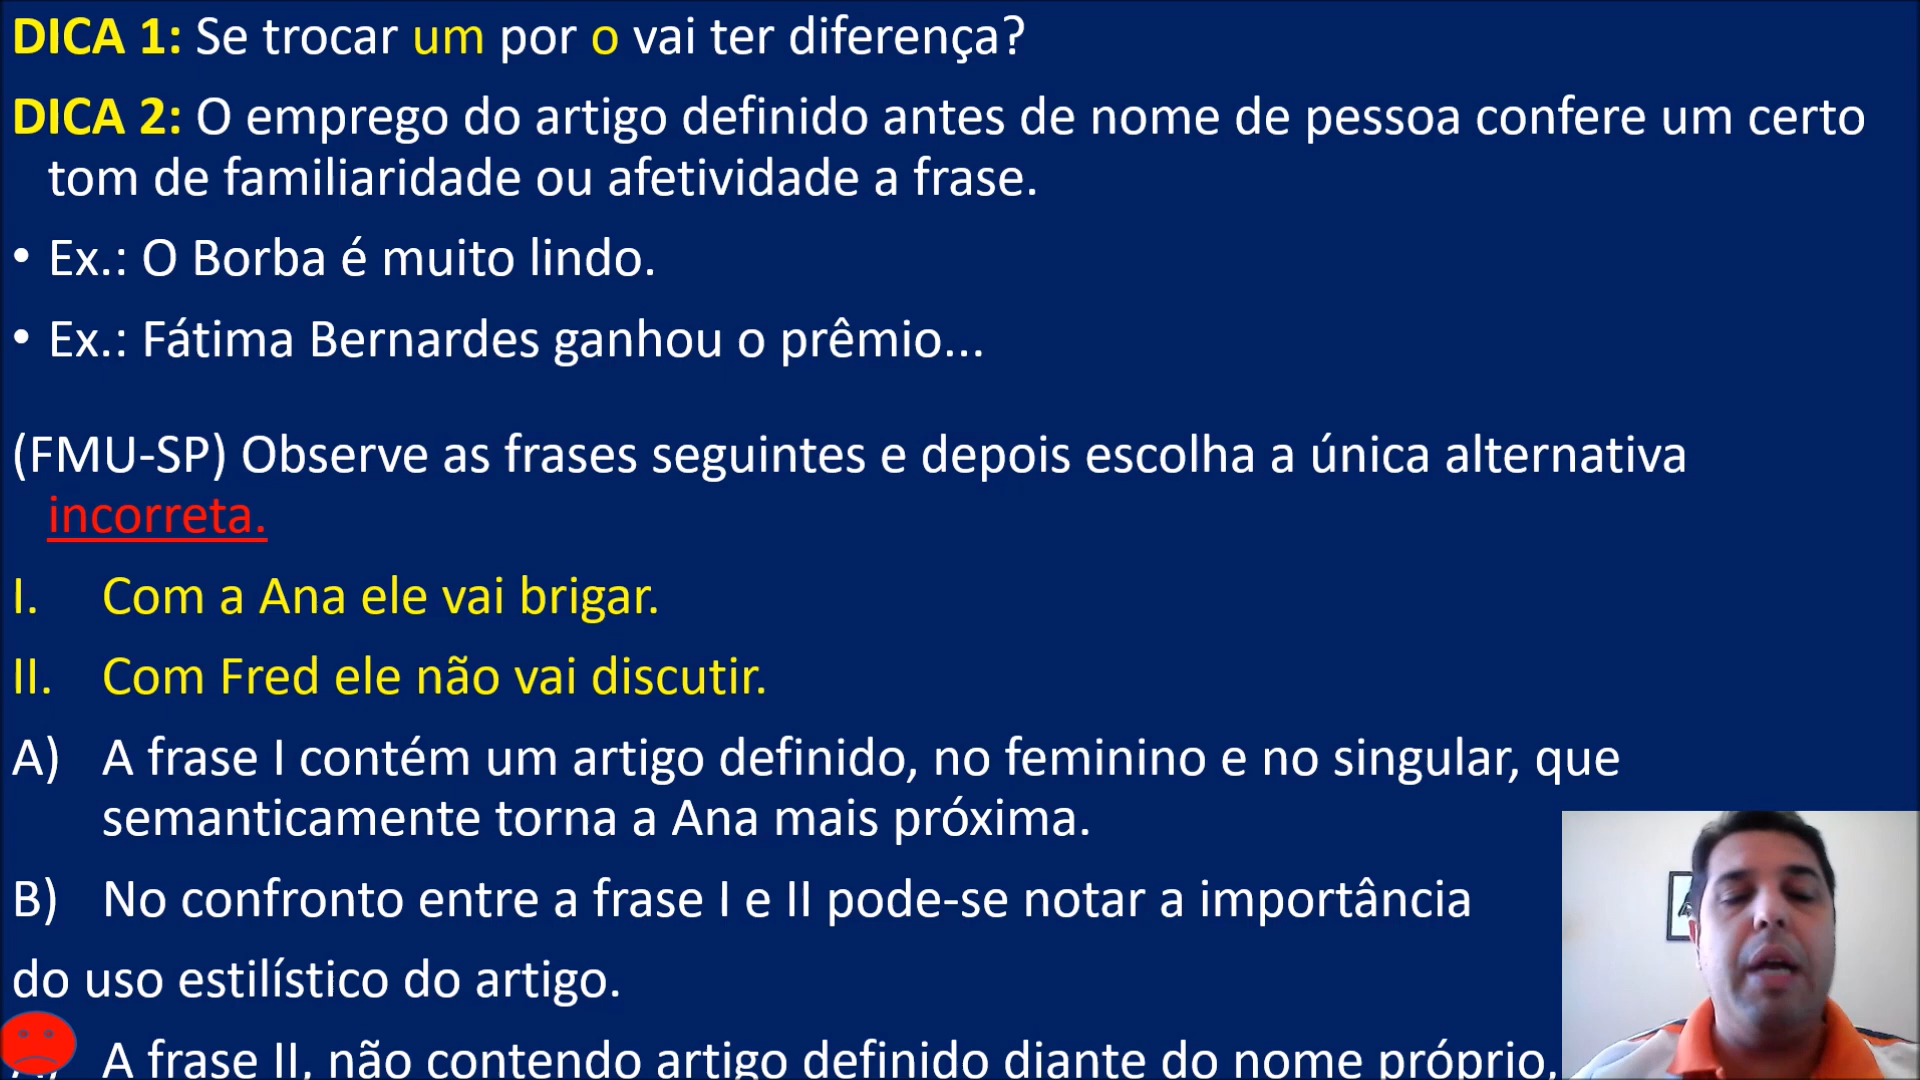 DICA 1: Se trocar um por o vai ter diferença?
DICA 2: O emprego do artigo definido antes de nome de pessoa confere um certo
tom de familiaridade ou afetividade a frase.
• Ex.: O Borba é muito lindo.
• Ex.: Fátima Bernardes ganhou o prêmio...
(FMU-SP) Observe as frases seguintes e depois escolha a única alternativa
incorreta.
I. Com a Ana ele vai brigar.
II. Com Fred ele não vai discutir.
A) A frase I contém um artigo definido, no feminino e no singular, que
semanticamente torna a Ana mais próxima.
B) No confronto entre a frase I e II pode-se notar a importância
do uso estilístico do artigo.
A frase II, não contendo artigo definido diante do nome próprio,